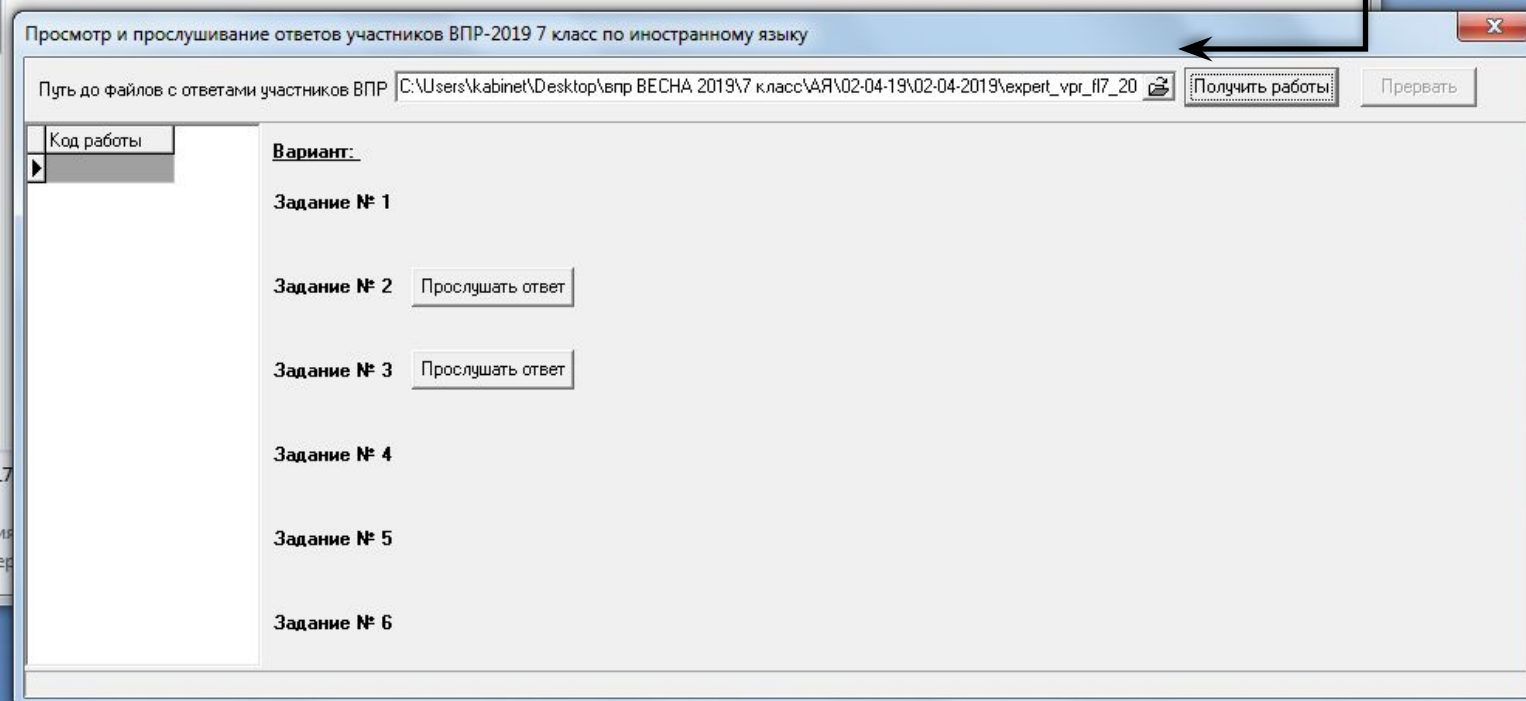 Просмотр и прослушивание ответов участников ВПР-2019 7 класс по иностранному языку
Путь до файлов с ответами участников ВПР C:\Users\kabinet\Desktop\впр ВЕСНА 2019\7 класс\АЯ\02-04-19\02-04-2019\expert_vpr_fl7_20 Получить работы Прервать
Код работы
Вариант:
Задание № 1
Задание № 2 Прослушать ответ
Задание № 3 Прослушать ответ
Задание № 4
Задание № 5
Задание № 6